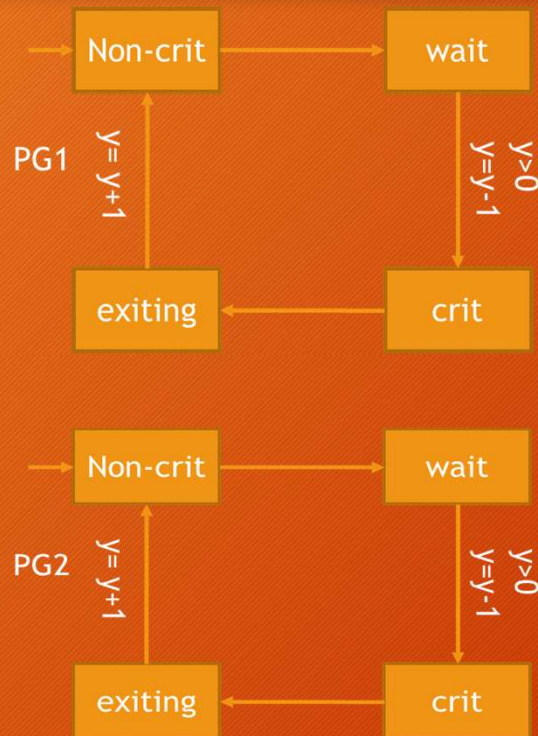 Non-crit
wait
PG1
y= y+1
y>0
y=y-1
exiting
crit
Non-crit
wait
PG2
y= y+1
y>0
y=y-1
exiting
crit